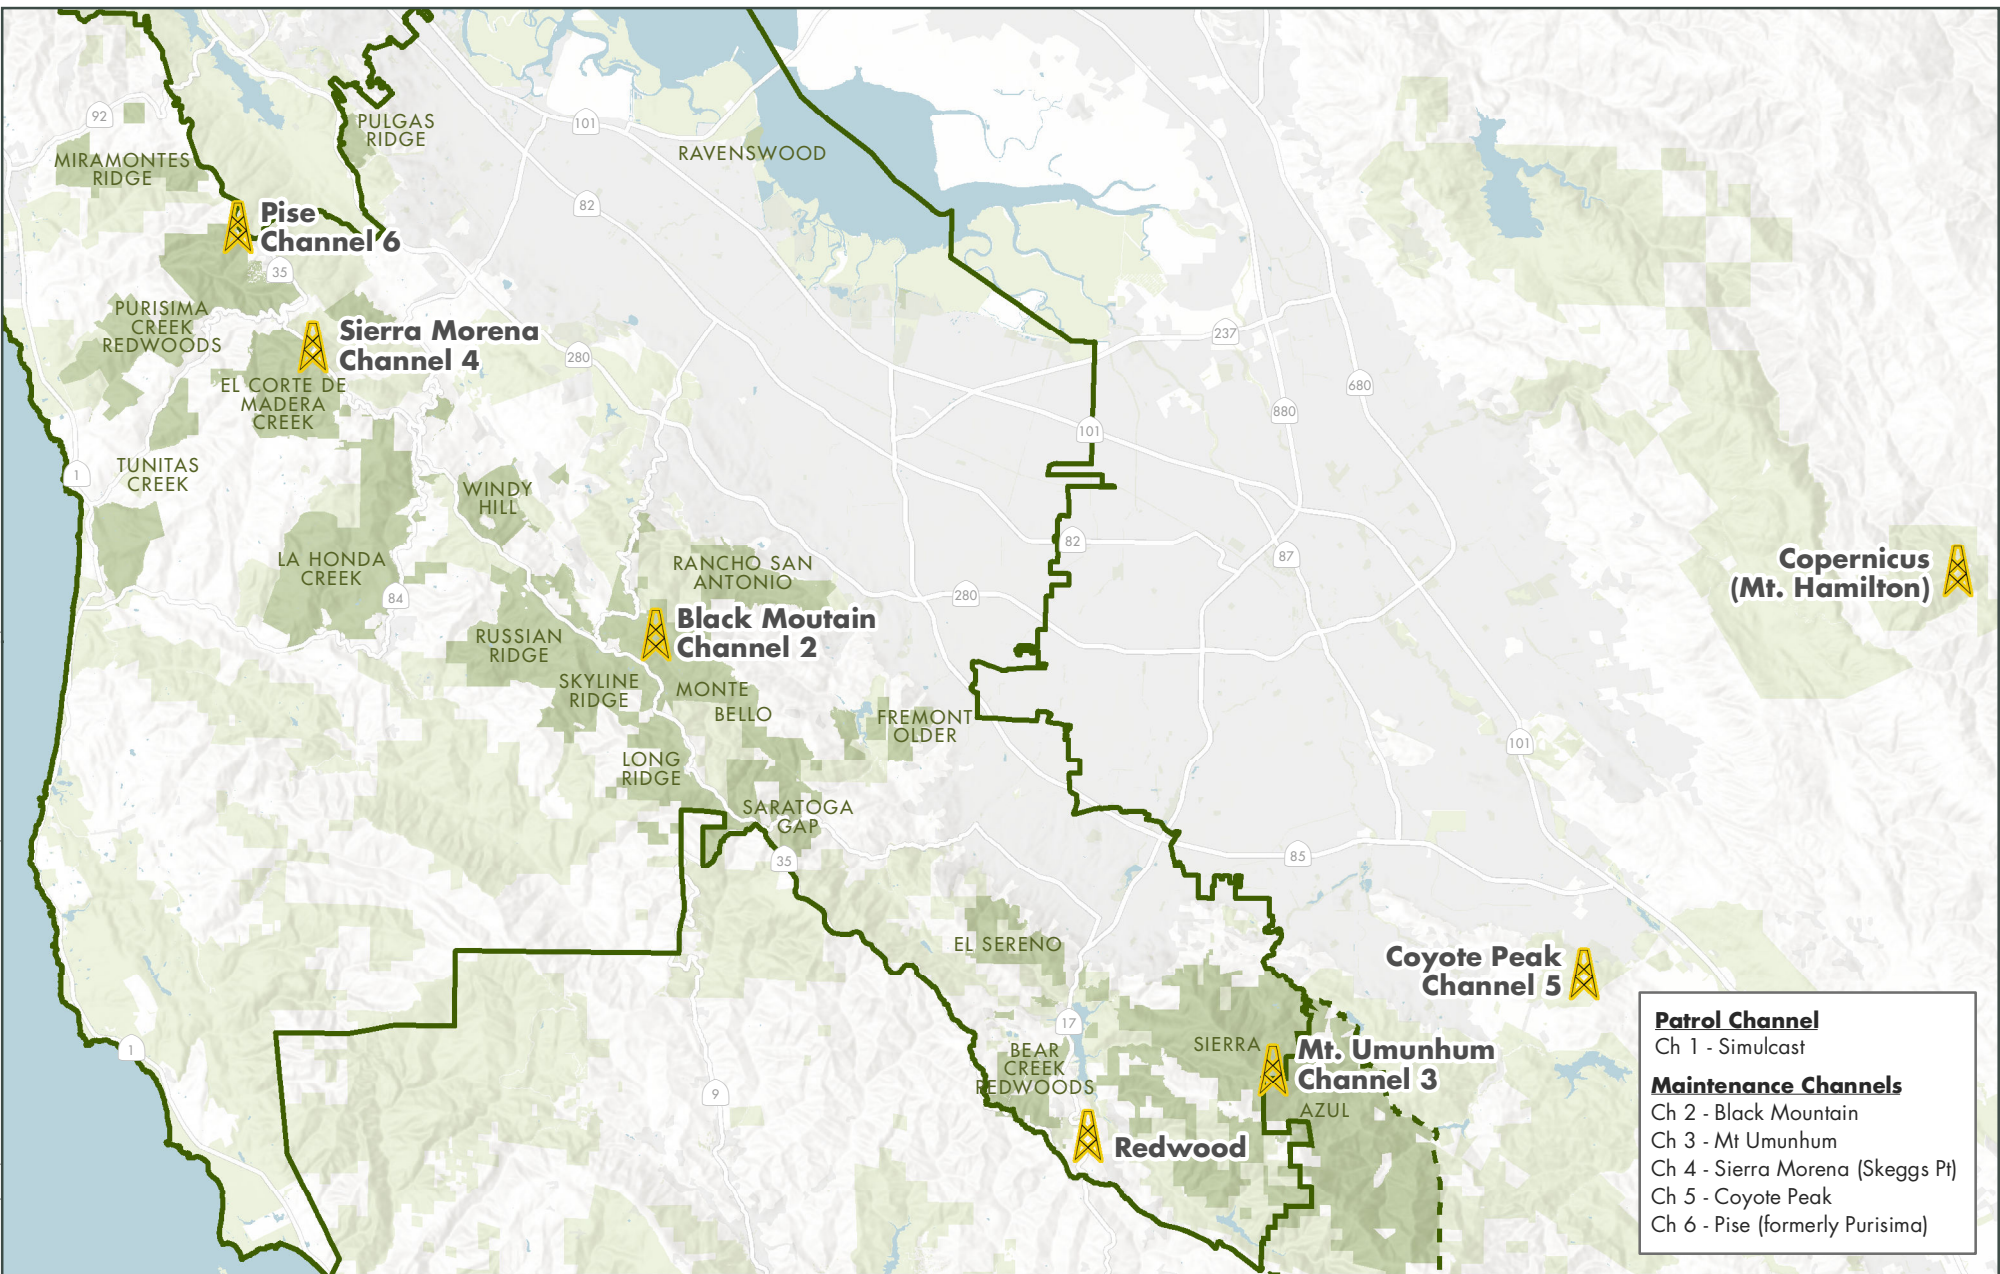 92
PULGAS
RIDGE
101
RAVENSWOOD
MIRAMONTES
RIDGE
82
Pise
Channel 6
35
PURISIMA
CREEK
REDWOODS
Sierra Morena
Channel 4
280
237
EL CORTE DE
MADERA
CREEK
680
880
101
TUNITAS
CREEK
1
WINDY
HILL
82
87
LA HONDA
CREEK
RANCHO SAN
ANTONIO
84
280
Copernicus
(Mt. Hamilton)
Black Moutain
Channel 2
RUSSIAN
RIDGE
SKYLINE
RIDGE
MONTE
BELLO
FREMONT
OLDER
101
LONG
RIDGE
SARATOGA
GAP
35
85
EL SERENO
Coyote Peak
Channel 5
17
1
SIERRA
Mt. Umunhum
Channel 3
BEAR
CREEK
REDWOODS
9
AZUL
Redwood
Patrol Channel
Ch 1 - Simulcast
Maintenance Channels
Ch 2 - Black Mountain
Ch 3 - Mt Umunhum
Ch 4 - Sierra Morena (Skeggs Pt)
Ch 5 - Coyote Peak
Ch 6 - Pise (formerly Purisima)